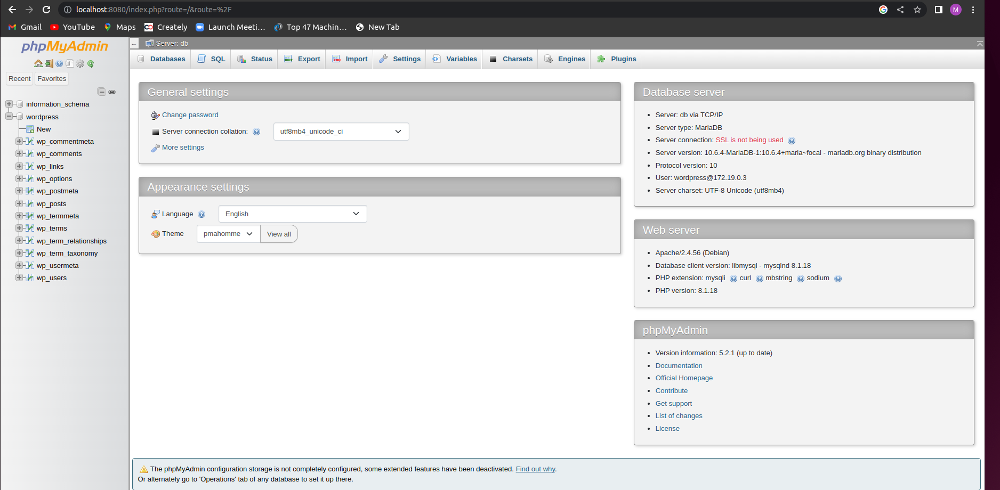 localhost:8080/index.php?route=/&route=%2F
M
Gmail
YouTube
Maps
Creately
Launch Meeti...
Top 47 Machin...
New Tab
phpMyAdmin
Recent
Favorites
information_schema
wordpress
New
wp_commentmeta
wp_comments
wp_links
wp_options
wp_postmeta
wp_posts
wp_termmeta
wp_terms
wp_term_relationships
wp_term_taxonomy
wp_usermeta
wp_users
Server: db
Databases
SQL
Status
Export
Import
Settings
Variables
Charsets
Engines
Plugins
General settings
Change password
Server connection collation:
utf8mb4_unicode_ci
More settings
Appearance settings
Language
English
Theme
pmahomme
View all
Database server
Server: db via TCP/IP
Server type: MariaDB
Server connection: SSL is not being used
Server version: 10.6.4-MariaDB-1:10.6.4+maria~focal - mariadb.org binary distribution
Protocol version: 10
User: wordpress@172.19.0.3
Server charset: UTF-8 Unicode (utf8mb4)
Web server
Apache/2.4.56 (Debian)
Database client version: libmysql - mysqlnd 8.1.18
PHP extension: mysqli curl mbstring sodium
PHP version: 8.1.18
phpMyAdmin
Version information: 5.2.1 (up to date)
Documentation
Official Homepage
Contribute
Get support
List of changes
License
The phpMyAdmin configuration storage is not completely configured, some extended features have been deactivated. Find out why.
Or alternately go to 'Operations' tab of any database to set it up there.